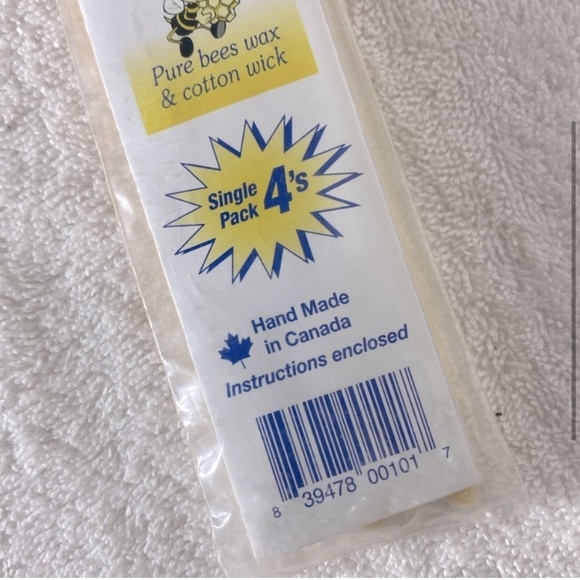 Pure bees wax
& cotton wick
Single
Pack
4's
Hand Made
in Canada
Instructions enclosed
8 39478 00101 7